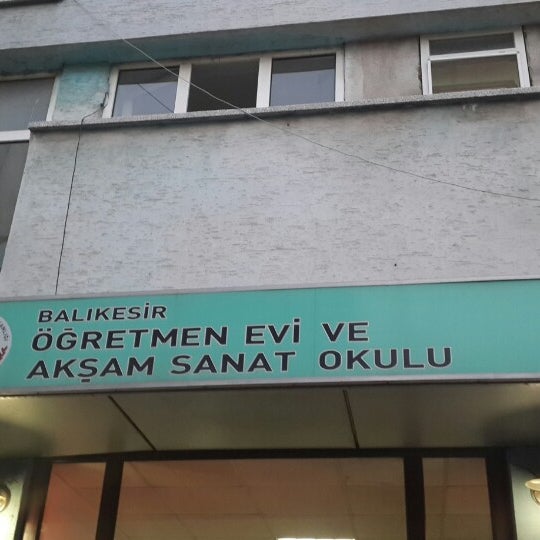 BALIKESİR
ÖĞRETMEN EVİ VE
AKŞAM SANAT OKULU